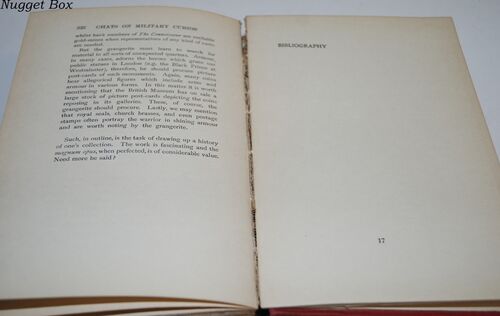 Nugget Box
CHATS ON MILITARY CURIOS
whilst back numbers of The Connoisseur are veritable
gold-mines when representations of any kind of
are needed.
But the grangerite must learn to search for
material in all sorts of unexpected quarters. Armour,
in many cases, adorns the heroes which grace our
public statues in London (e.g. the Black Prince at
Westminster), therefore, he should procure picture
post-cards of such monuments. Again, many coins
bear allegorical figures which include arms and
armour in various forms. In this matter it is worth
mentioning that the British Museum has on sale a
large stock of picture post-cards depicting the coins
reposing in its galleries. These, of course, the
grangerite should procure. Lastly, we may mention
that royal seals, church brasses, and even postage
stamps often portray the warrior in shining armour
and are worth noting by the grangerite.
Such, in outline, is the task of drawing up a history
of one's collection. The work is fascinating and the
magnum opus, when perfected, is of considerable value.
Need more be said?
BIBLIOGRAPHY
17